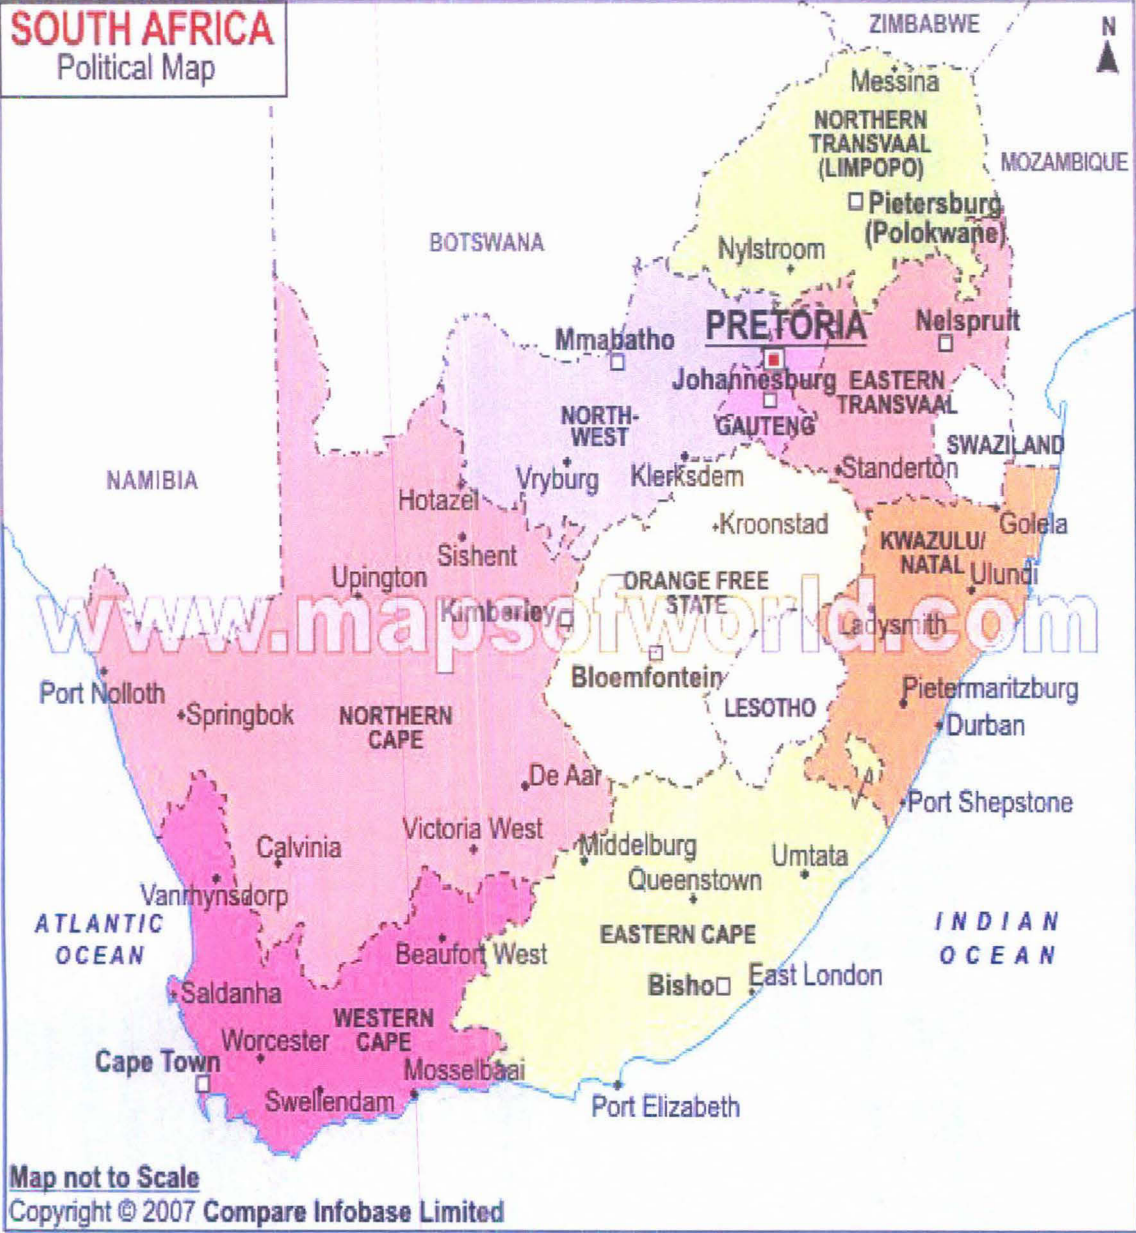 SOUTH AFRICA
Political Map
ZIMBABWE
N
Messina
NORTHERN
TRANSVAAL
(LIMPOPO)
MOZAMBIQUE
Pietersburg
(Polokwane)
BOTSWANA
Nylstroom
PRETORIA
Nelspruit
Mmabatho
Johannesburg
EASTERN
TRANSVAAL
NORTH-
WEST
GAUTENG
SWAZILAND
NAMIBIA
Vryburg
Klerksdem
Standerton
Hotazel
Kroonstad
Golela
Sishent
KWAZULU/
NATAL
Upington
ORANGE FREE
STATE
Ulundi
www.mapsofworld.com
Kimberley
Ladysmith
Bloemfontein
Port Nolloth
Springbok
NORTHERN
CAPE
LESOTHO
Pietermaritzburg
Durban
De Aar
Port Shepstone
Victoria West
Calvinia
Middelburg
Umtata
Queenstown
Vanrhynsdorp
ATLANTIC
OCEAN
Beaufort West
EASTERN CAPE
INDIAN
OCEAN
Bisho
East London
Saldanha
WESTERN
CAPE
Worcester
Cape Town
Mosselbaai
Swellendam
Port Elizabeth
Map not to Scale
Copyright © 2007 Compare Infobase Limited